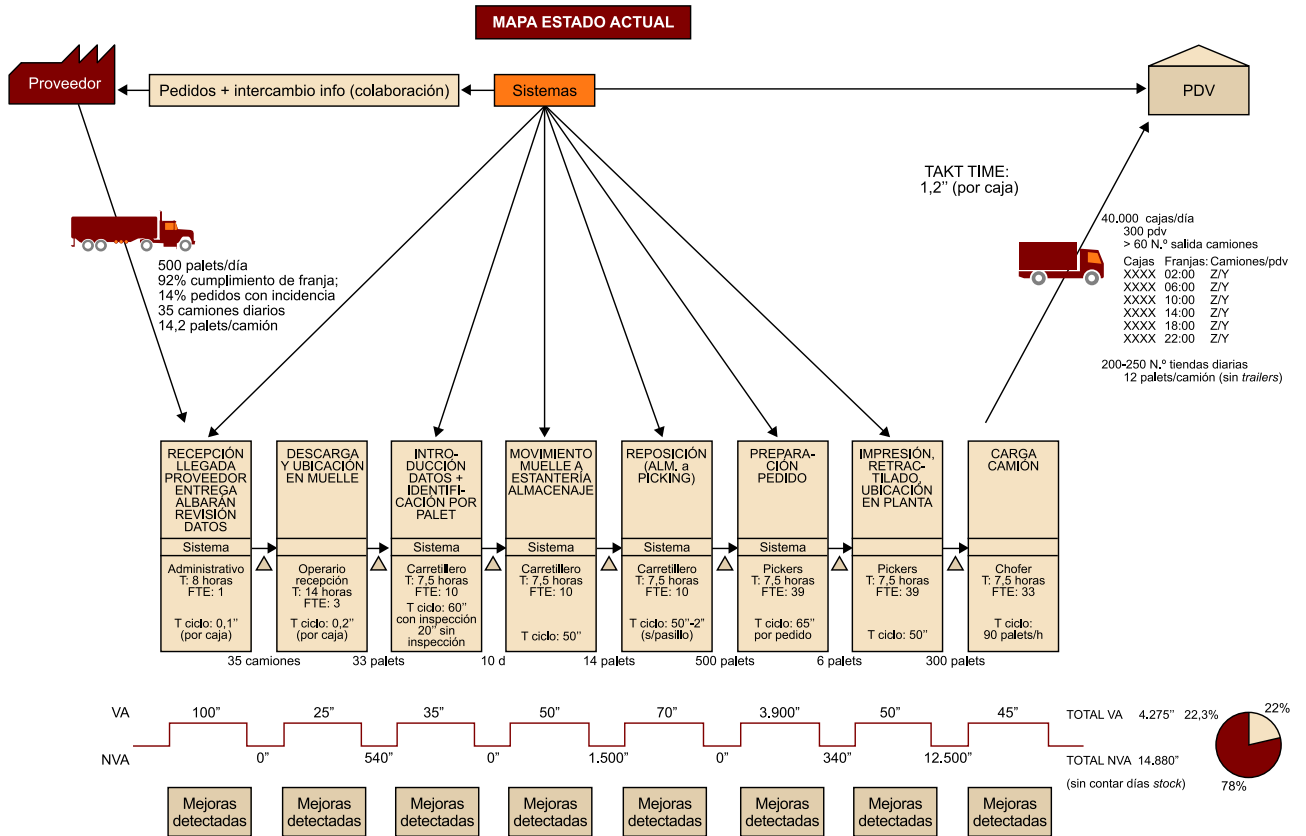 MAPA ESTADO ACTUAL
Proveedor
Pedidos + intercambio info (colaboración)
Sistemas
PDV
TAKT TIME:
1,2” (por caja)
500 palets/día
92% cumplimiento de franja;
14% pedidos con incidencia
35 camiones diarios
14,2 palets/camión
40.000 cajas/día
300 pdv
> 60 N.º salida camiones
Cajas Franjas: Camiones/pdv
XXXX 02:00 Z/Y
XXXX 06:00 Z/Y
XXXX 10:00 Z/Y
XXXX 14:00 Z/Y
XXXX 18:00 Z/Y
XXXX 22:00 Z/Y
200-250 N.º tiendas diarias
12 palets/camión (sin trailers)
RECEPCIÓN
LLEGADA
PROVEEDOR
ENTREGA
ALBARÁN
REVISIÓN
DATOS
Sistema
Administrativo
T: 8 horas
FTE: 1
T ciclo: 0,1”
(por caja)
DESCARGA
Y UBICACIÓN
EN MUELLE
Operario
recepción
T: 14 horas
FTE: 3
T ciclo: 0,2”
(por caja)
INTRO-
DUCCIÓN
DATOS +
IDENTIFI-
CACIÓN POR
PALET
Sistema
Carretillero
T: 7,5 horas
FTE: 10
T ciclo: 60”
con inspección
20” sin
inspección
MOVIMIENTO
MUELLE A
ESTANTERÍA
ALMACENAJE
Sistema
Carretillero
T: 7,5 horas
FTE: 10
T ciclo: 50”
REPOSICIÓN
(ALM. a
PICKING)
Sistema
Carretillero
T: 7,5 horas
FTE: 10
T ciclo: 50”-2”
(s/pasillo)
PREPARA-
CIÓN
PEDIDO
Sistema
Pickers
T: 7,5 horas
FTE: 39
T ciclo: 65”
por pedido
IMPRESIÓN,
RETRAC-
TILADO,
UBICACIÓN
EN PLANTA
Pickers
T: 7,5 horas
FTE: 39
T ciclo: 50”
CARGA
CAMIÓN
Chofer
T: 7,5 horas
FTE: 33
T ciclo:
90 palets/h
35 camiones 33 palets 10 d 14 palets 500 palets 6 palets 300 palets
VA 100” 25” 35” 50” 70” 3.900” 50” 45” TOTAL VA 4.275” 22,3% 22%
NVA 0” 540” 0” 1.500” 0” 340” 12.500” TOTAL NVA 14.880”
(sin contar días stock) 78%
Mejoras
detectadas
Mejoras
detectadas
Mejoras
detectadas
Mejoras
detectadas
Mejoras
detectadas
Mejoras
detectadas
Mejoras
detectadas
Mejoras
detectadas